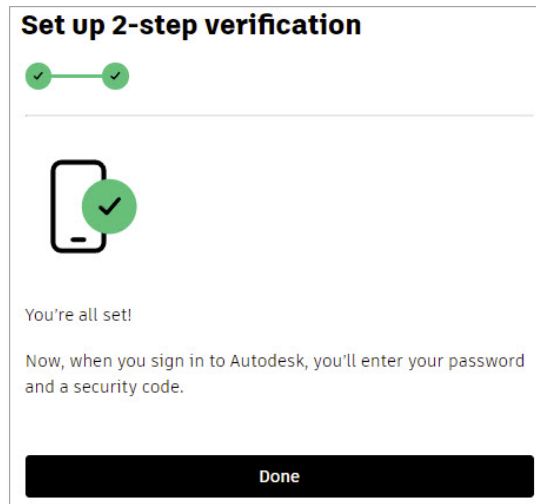 Set up 2-step verification
You're all set!
Now, when you sign in to Autodesk, you'll enter your password
and a security code.
Done